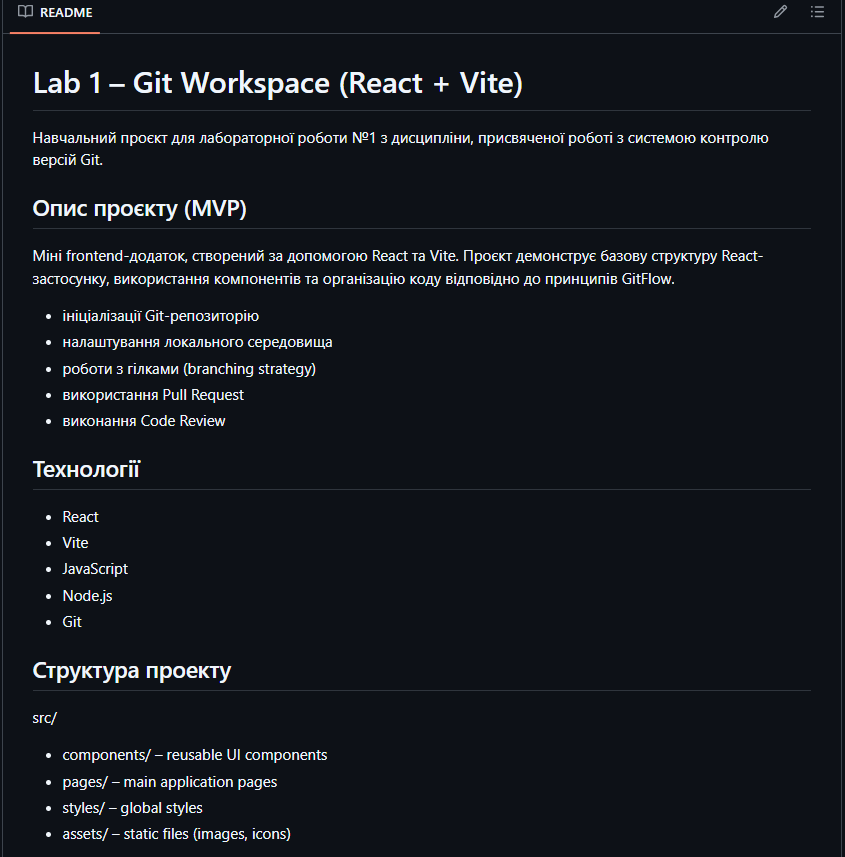 README
Lab 1 – Git Workspace (React + Vite)
Навчальний проєкт для лабораторної роботи №1 з дисципліни, присвяченої роботі з системою контролю
версій Git.
Опис проєкту (MVP)
Міні frontend-додаток, створений за допомогою React та Vite. Проєкт демонструє базову структуру React-
застосунку, використання компонентів та організацію коду відповідно до принципів GitFlow.
• ініціалізації Git-репозиторію
• налаштування локального середовища
• роботи з гілками (branching strategy)
• використання Pull Request
• виконання Code Review
Технології
• React
• Vite
• JavaScript
• Node.js
• Git
Структура проекту
src/
• components/ – reusable UI components
• pages/ – main application pages
• styles/ – global styles
• assets/ – static files (images, icons)